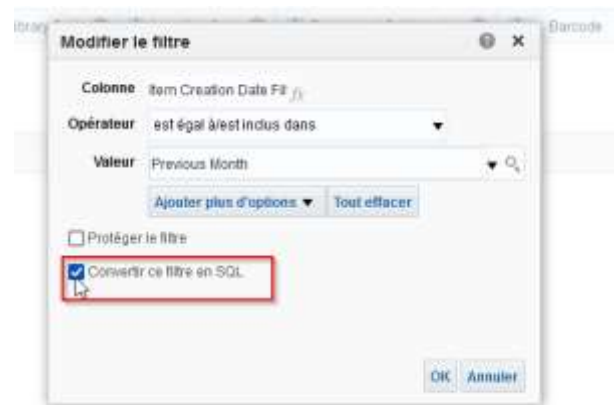 Barcode
Modifier le filtre
Colonne Item Creation Date Fil fx
Opérateur est égal à/est inclus dans
Valeur Previous Month
Ajouter plus d'options Tout effacer
Protéger le filtre
Convertir ce filtre en SQL
OK Annuler